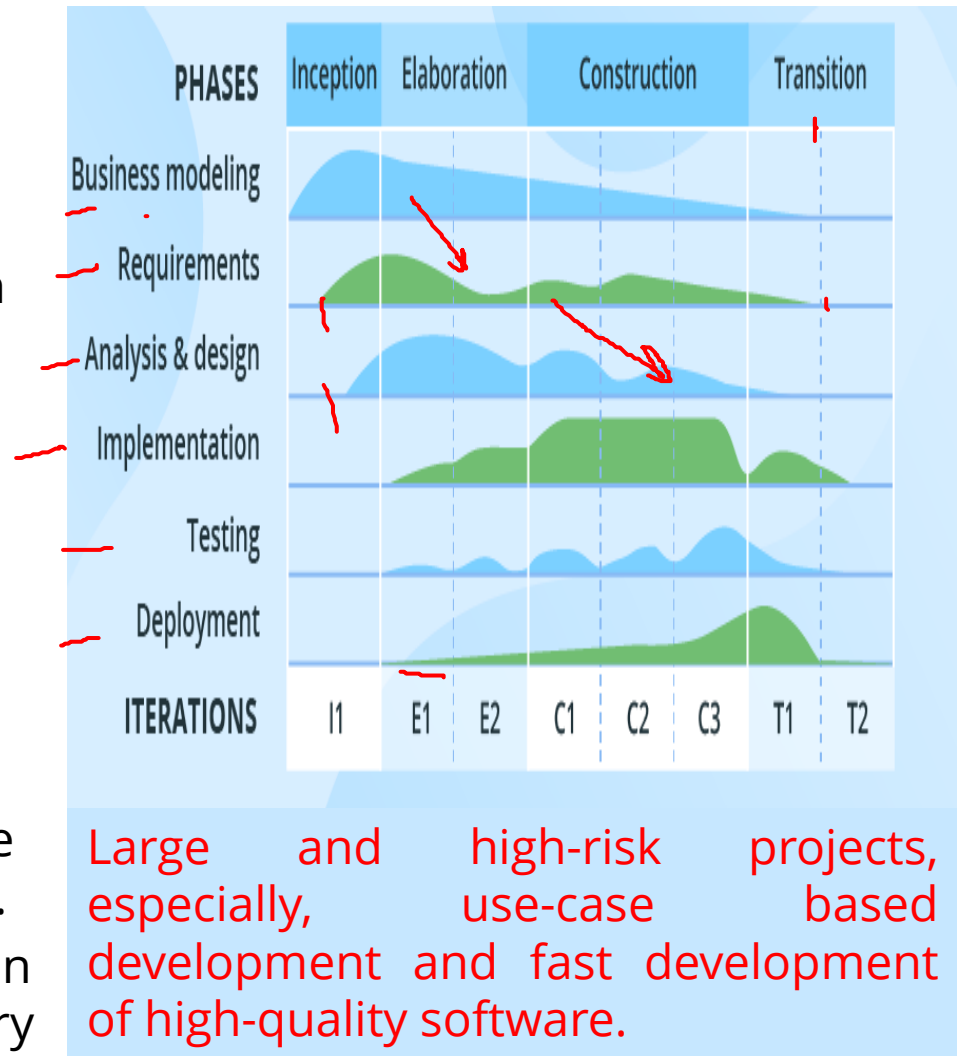 PHASES Inception Elaboration Construction Transition
Business modeling
Requirements
n
Analysis & design
Implementation
Testing
Deployment
ITERATIONS I1 E1 E2 C1 C2 C3 T1 T2
e
Large and high-risk projects,
.
especially, use-case based
n
development and fast development
ry
of high-quality software.